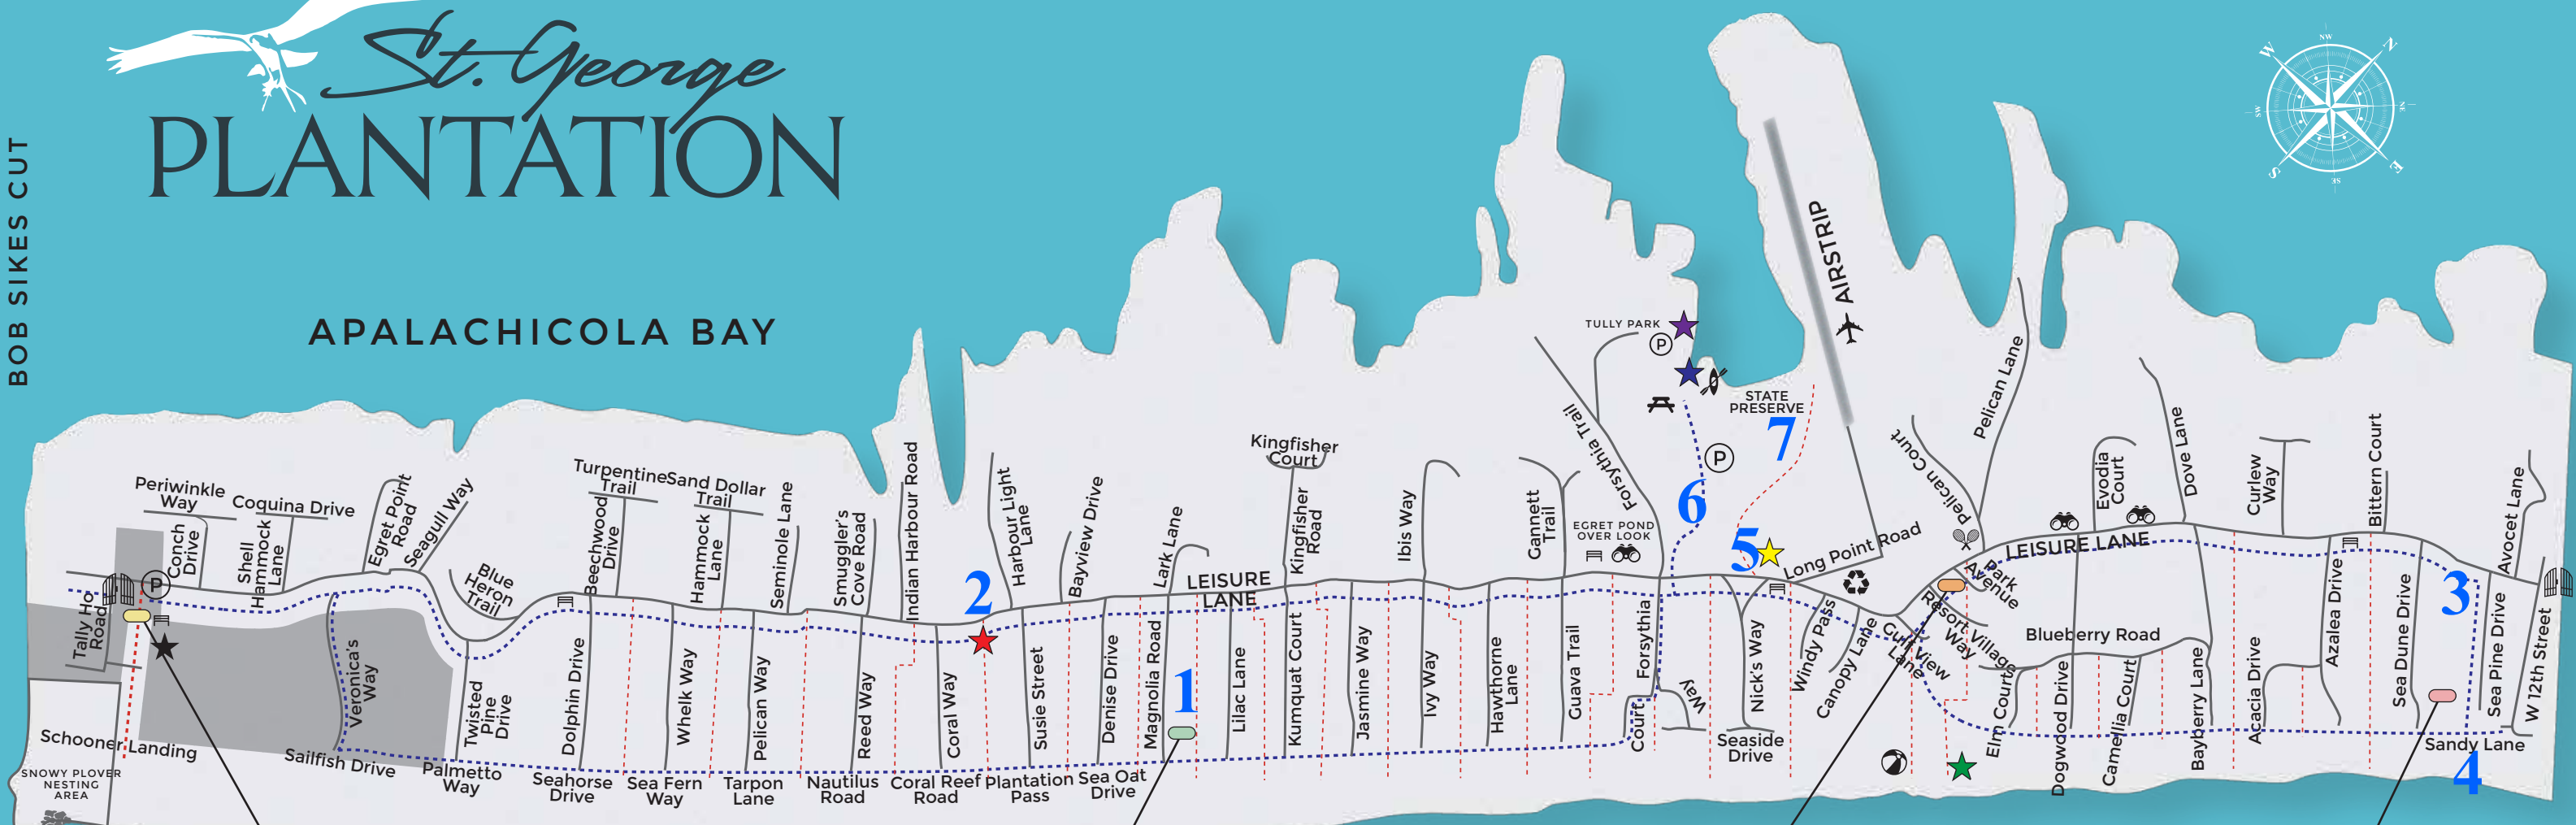 St. George
PLANTATION
BOB SIKES CUT
APALACHICOLA BAY
W
NW
N
NE
E
SE
S
SW
AIRSTRIP
TULLY PARK
P
STATE
PRESERVE
7
P
6
5
EGRET POND
OVER LOOK
Periwinkle
Way
Conch
Drive
Coquina Drive
Shell
Hammock
Lane
Egret Point
Road
Seagull Way
Blue
Heron
Trail
Turpentine
Trail
Beechwood
Drive
Sand Dollar
Trail
Hammock
Lane
Seminole Lane
Smuggler's
Cove Road
Indian Harbour Road
2
Harbour Light
Lane
Bayview Drive
Lark Lane
LEISURE
LANE
Kingfisher
Court
Kingfisher
Road
Ibis Way
Gannett
Trail
Forsythia Trail
Long Point Road
Pelican Court
Pelican Lane
LEISURE LANE
Evodia
Court
Dove Lane
Curlew
Way
Bittern Court
Avocet Lane
P
Tally Ho
Road
Veronica's
Way
Twisted
Pine
Drive
Dolphin Drive
Whelk Way
Pelican Way
Reed Way
Coral Way
Susie Street
Denise Drive
Magnolia Road
1
Lilac Lane
Kumquat Court
Jasmine Way
Ivy Way
Hawthorne
Lane
Guava Trail
Forsythia
Court
Way
Nick's Way
Seaside
Drive
Windy Pass
Canopy Lane
Curl View
Lane
Resort Village
Way
Park
Avenue
Blueberry Road
Elm Court
Dogwood Drive
Camellia Court
Bayberry Lane
Acacia Drive
Azalea Drive
Sea Dune Drive
3
Sea Pine Drive
W 12th Street
Sandy Lane
4
Schooner Landing
SNOWY PLOVER
NESTING
AREA
Sailfish Drive
Palmetto
Way
Seahorse
Drive
Sea Fern
Way
Tarpon
Lane
Nautilus
Road
Coral Reef
Road
Plantation
Pass
Sea Oat
Drive